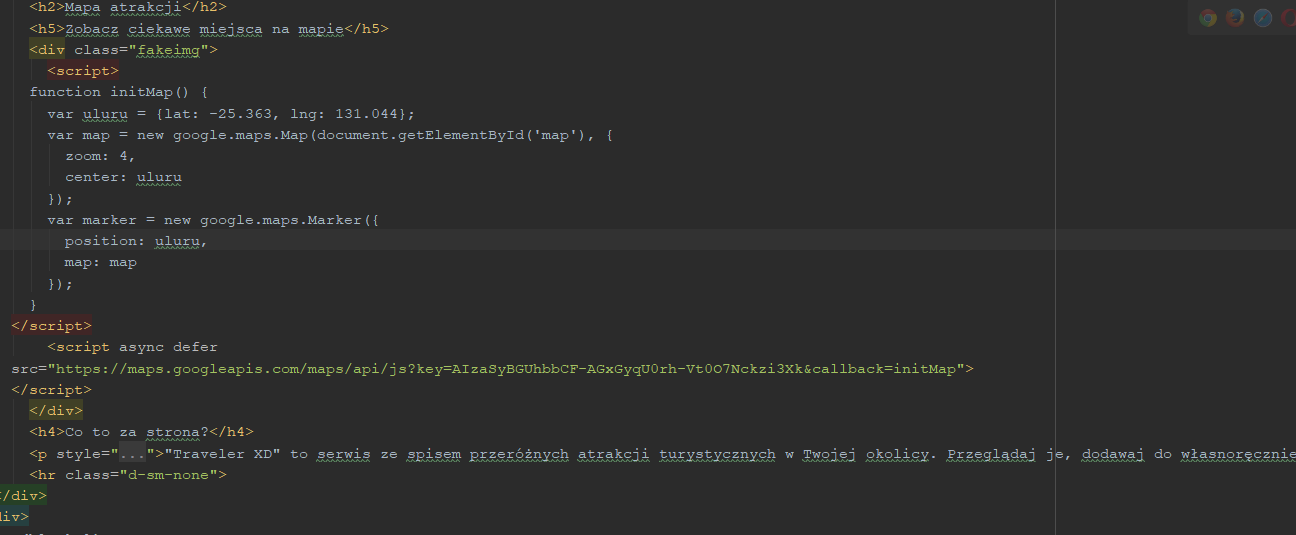 <h2>Mapa atrakcji</h2>
<h5>Zobacz ciekawe miejsca na mapie</h5>
<div class="fakeimg">
<script>
function initMap() {
var uluru = {lat: -25.363, lng: 131.044};
var map = new google.maps.Map(document.getElementById('map'), {
zoom: 4,
center: uluru
});
var marker = new google.maps.Marker({
position: uluru,
map: map
});
}
</script>
<script async defer
src="https://maps.googleapis.com/maps/api/js?key=AIzaSyBGUhbbCF-AGxGyqU0rh-Vt0O7Nckzi3Xk&callback=initMap">
</script>
</div>
<h4>Co to za strona?</h4>
<p style="...">"Traveler XD" to serwis ze spisem przeróżnych atrakcji turystycznych w Twojej okolicy. Przeglądaj je, dodawaj do własnoręcznie
<hr class="d-sm-none">
</div>
div>